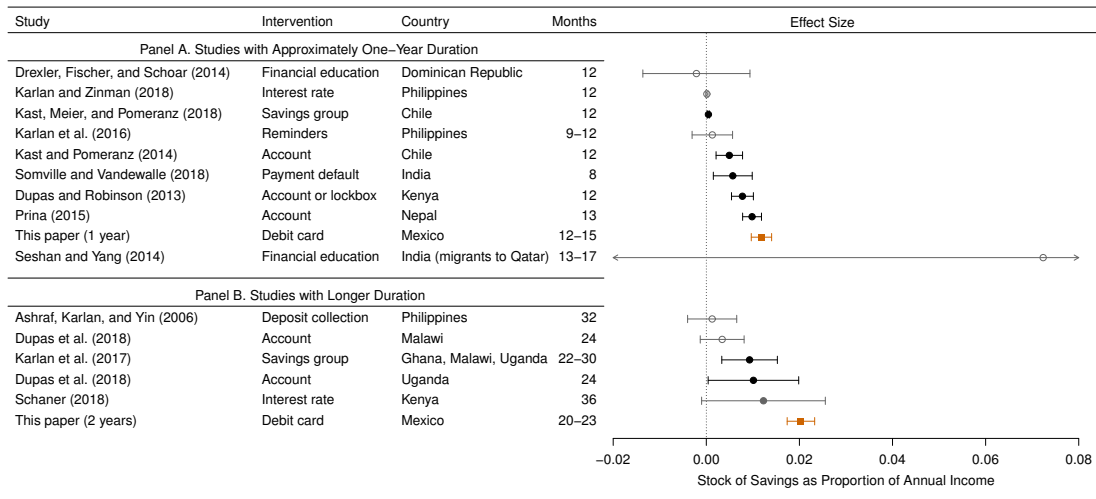 Study Intervention Country Months Effect Size
Panel A. Studies with Approximately One−Year Duration
Drexler, Fischer, and Schoar (2014) Financial education Dominican Republic 12
Karlan and Zinman (2018) Interest rate Philippines 12
Kast, Meier, and Pomeranz (2018) Savings group Chile 12
Karlan et al. (2016) Reminders Philippines 9−12
Kast and Pomeranz (2014) Account Chile 12
Somville and Vandewalle (2018) Payment default India 8
Dupas and Robinson (2013) Account or lockbox Kenya 12
Prina (2015) Account Nepal 13
This paper (1 year) Debit card Mexico 12−15
Seshan and Yang (2014) Financial education India (migrants to Qatar) 13−17
Panel B. Studies with Longer Duration
Ashraf, Karlan, and Yin (2006) Deposit collection Philippines 32
Dupas et al. (2018) Account Malawi 24
Karlan et al. (2017) Savings group Ghana, Malawi, Uganda 22−30
Dupas et al. (2018) Account Uganda 24
Schaner (2018) Interest rate Kenya 36
This paper (2 years) Debit card Mexico 20−23
−0.02 0.00 0.02 0.04 0.06 0.08
Stock of Savings as Proportion of Annual Income